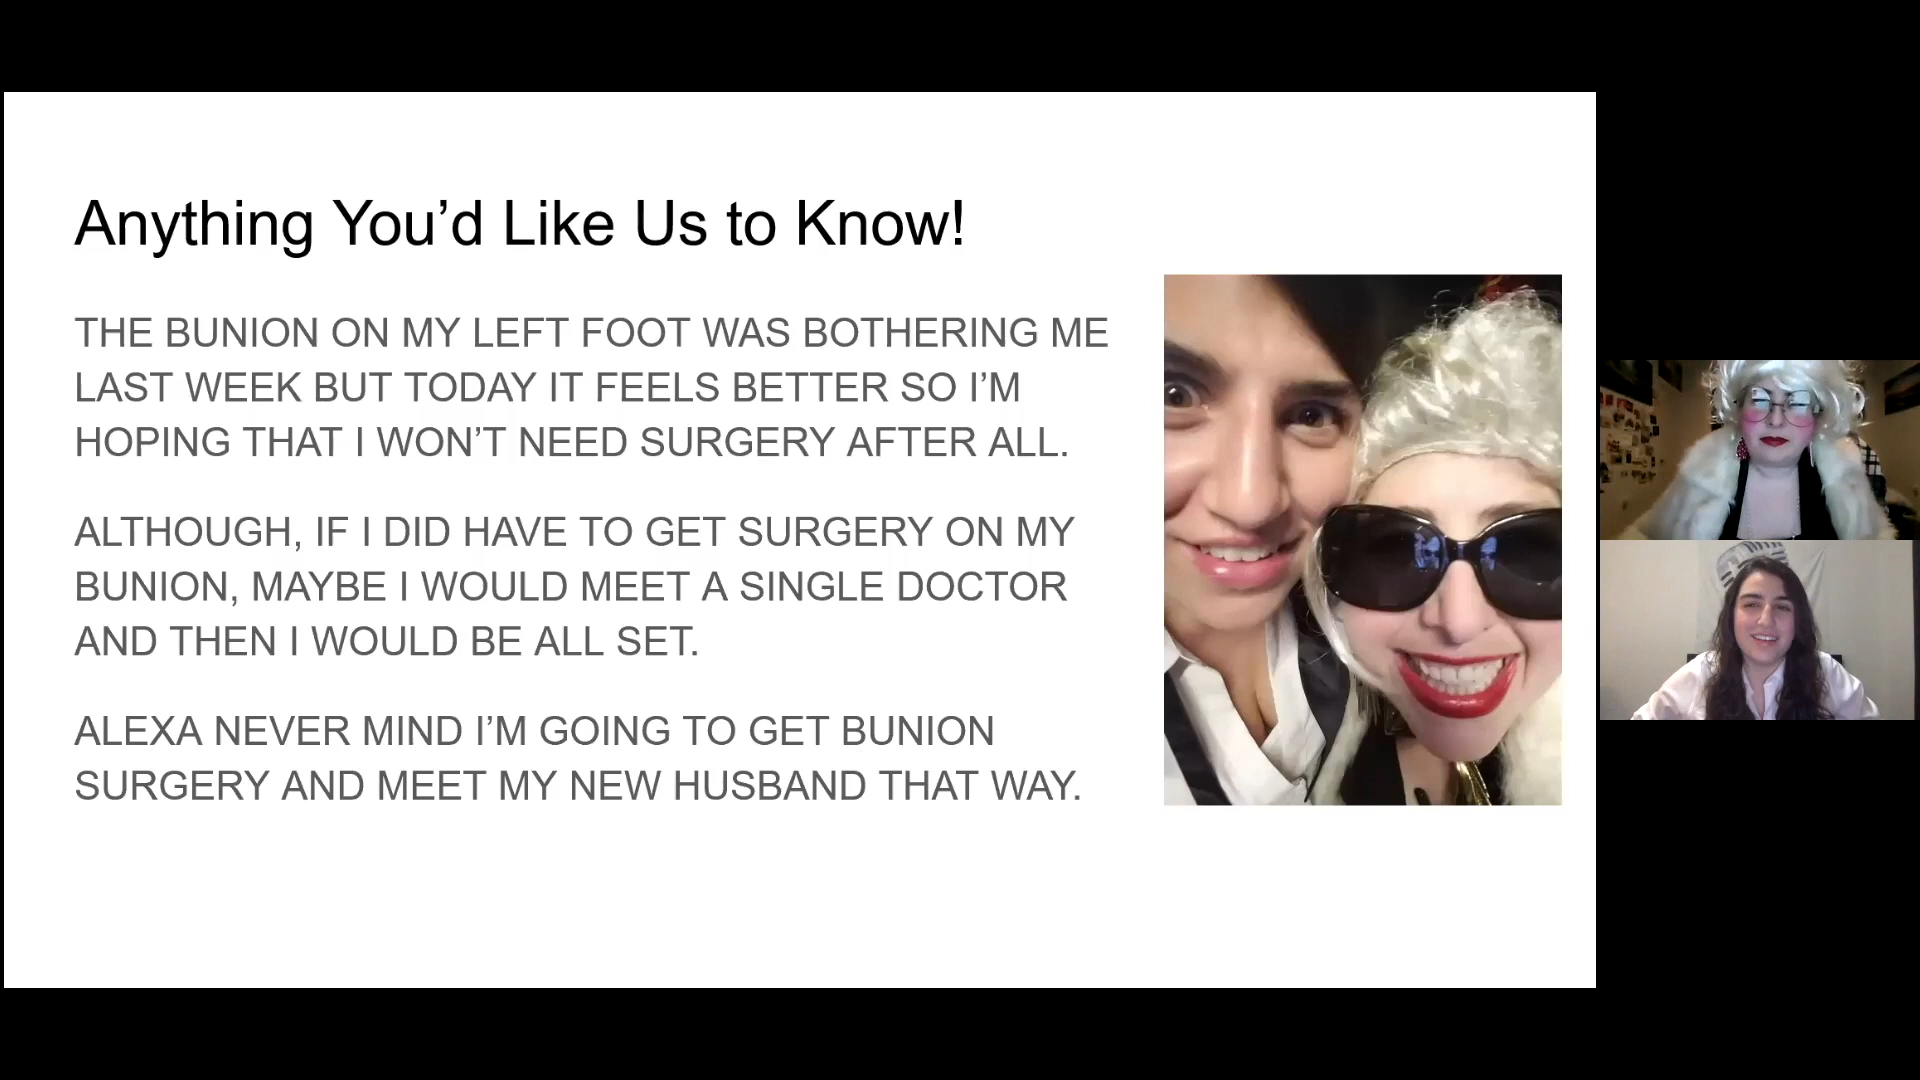 Anything You’d Like Us to Know!
THE BUNION ON MY LEFT FOOT WAS BOTHERING ME
LAST WEEK BUT TODAY IT FEELS BETTER SO I’M
HOPING THAT I WON’T NEED SURGERY AFTER ALL.
ALTHOUGH, IF I DID HAVE TO GET SURGERY ON MY
BUNION, MAYBE I WOULD MEET A SINGLE DOCTOR
AND THEN I WOULD BE ALL SET.
ALEXA NEVER MIND I’M GOING TO GET BUNION
SURGERY AND MEET MY NEW HUSBAND THAT WAY.